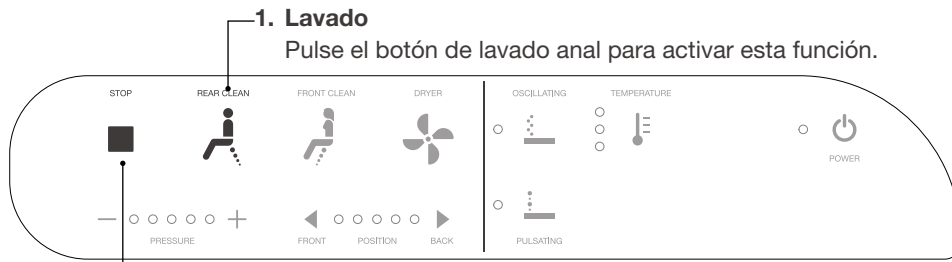 1. Lavado
Pulse el botón de lavado anal para activar esta función.
STOP
REAR CLEAN
FRONT CLEAN
DRYER
OSCILLATING
TEMPERATURE
POWER
PRESSURE
FRONT
POSITION
BACK
PULSATING